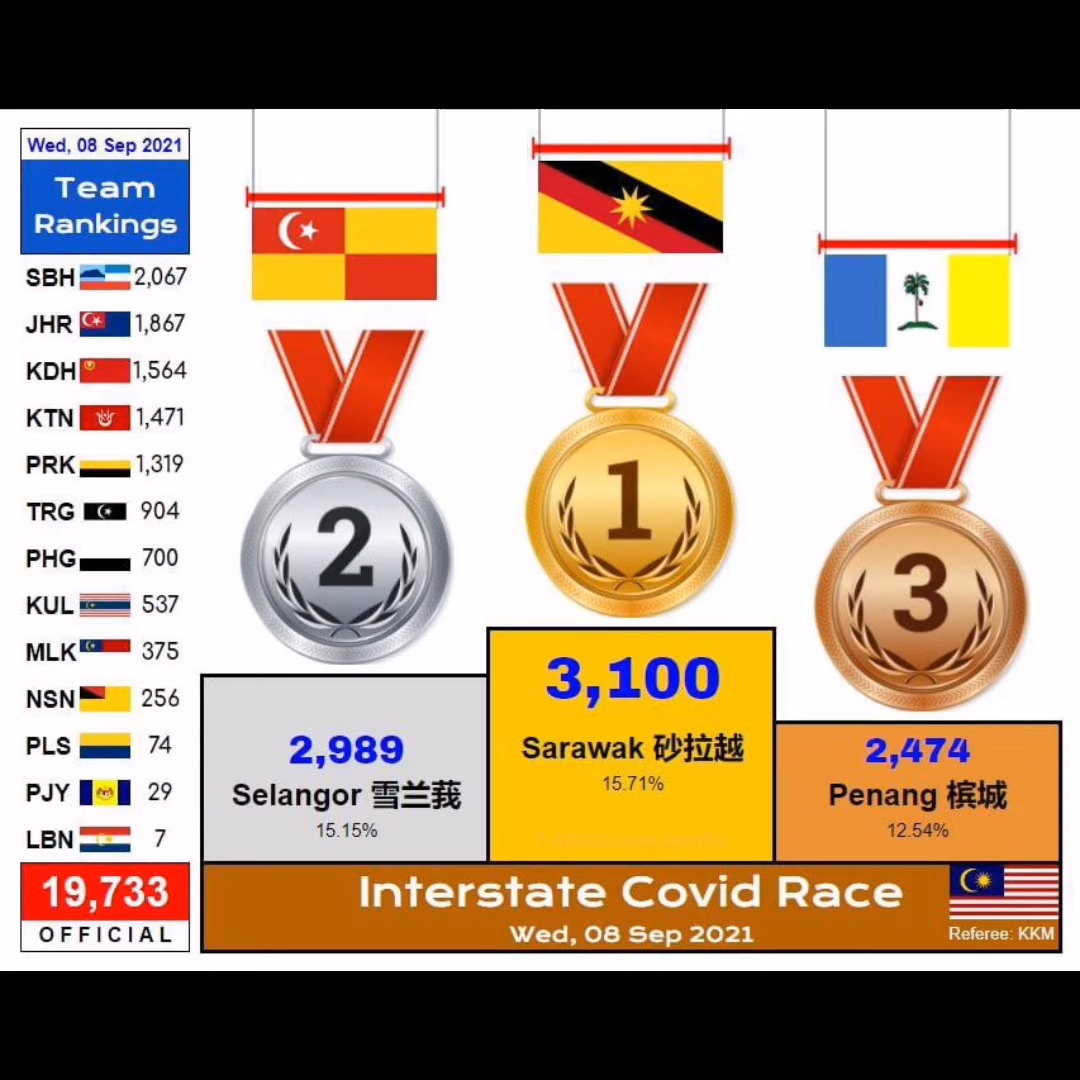 Wed, 08 Sep 2021
Team
Rankings
SBH 2,067
JHR 1,867
KDH 1,564
KTN 1,471
PRK 1,319
TRG 904
PHG 700
KUL 537
MLK 375
NSN 256
PLS 74
PJY 29
LBN 7
19,733
OFFICIAL
2
2,989
Selangor 雪兰莪
15.15%
1
3,100
Sarawak 砂拉越
15.71%
3
2,474
Penang 槟城
12.54%
Interstate Covid Race
Wed, 08 Sep 2021
Referee: KKM